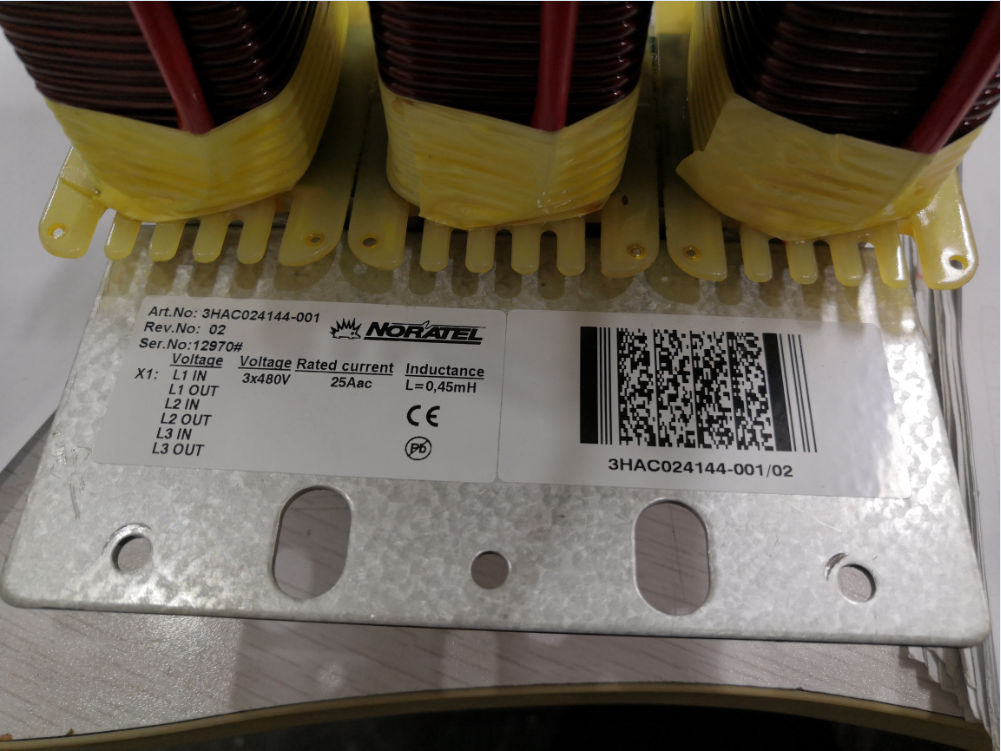 Art.No: 3HAC024144-001
Rev.No: 02
Ser.No:12970#
NORATEL
Voltage Voltage Rated current Inductance
X1: L1 IN 3x480V 25Aac L=0,45mH
L1 OUT
L2 IN
L2 OUT
L3 IN
L3 OUT
CE
Pb
3HAC024144-001/02